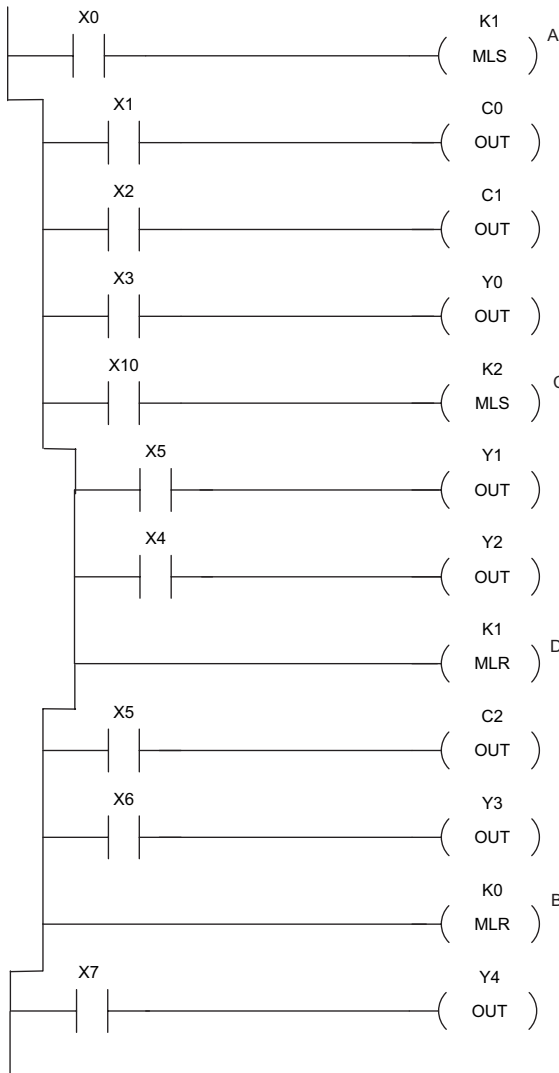 X0 K1
MLS A
X1 C0
OUT
X2 C1
OUT
X3 Y0
OUT
X10 K2
MLS C
X5 Y1
OUT
X4 Y2
OUT
K1
MLR D
X5 C2
OUT
X6 Y3
OUT
K0
MLR B
X7 Y4
OUT